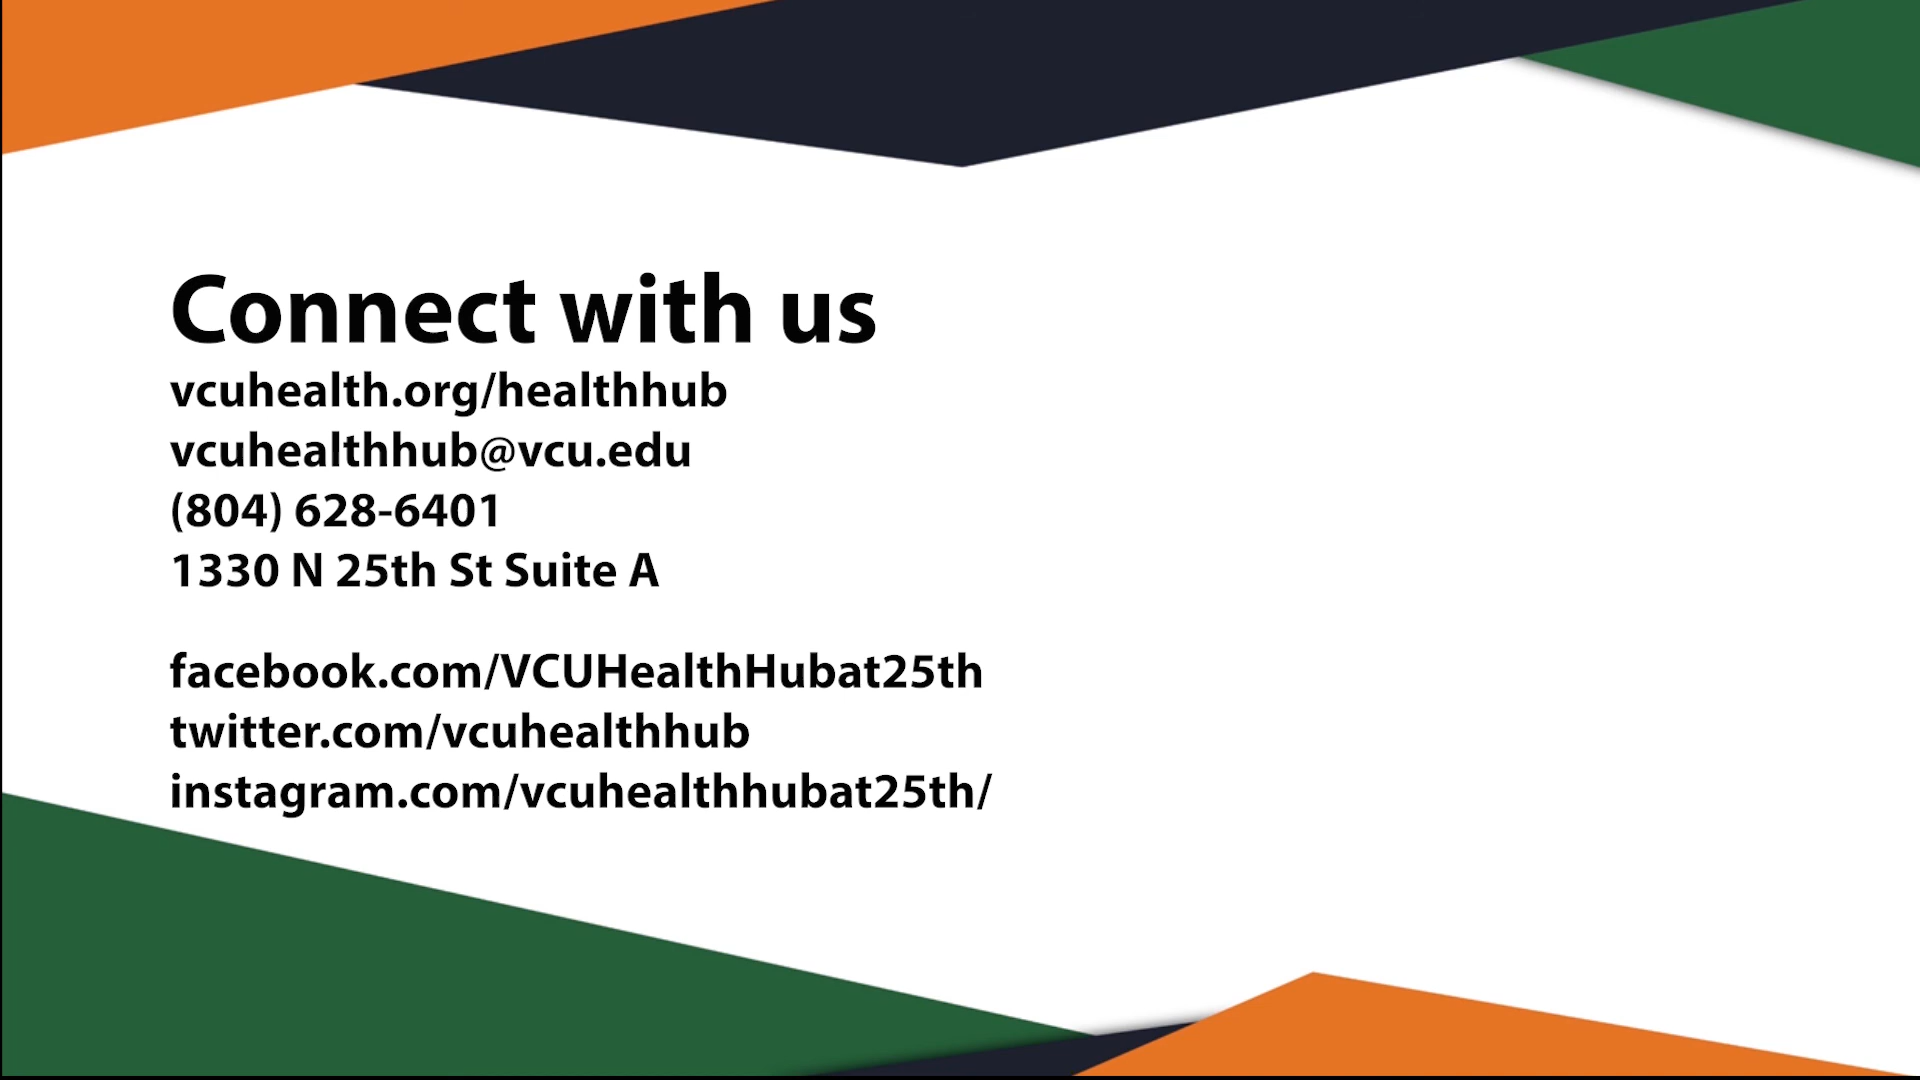 Connect with us
vcuhealth.org/healthhub
vcuhealthhub@vcu.edu
(804) 628-6401
1330 N 25th St Suite A
facebook.com/VCUHealthHubat25th
twitter.com/vcuhealthhub
instagram.com/vcuhealthhubat25th/